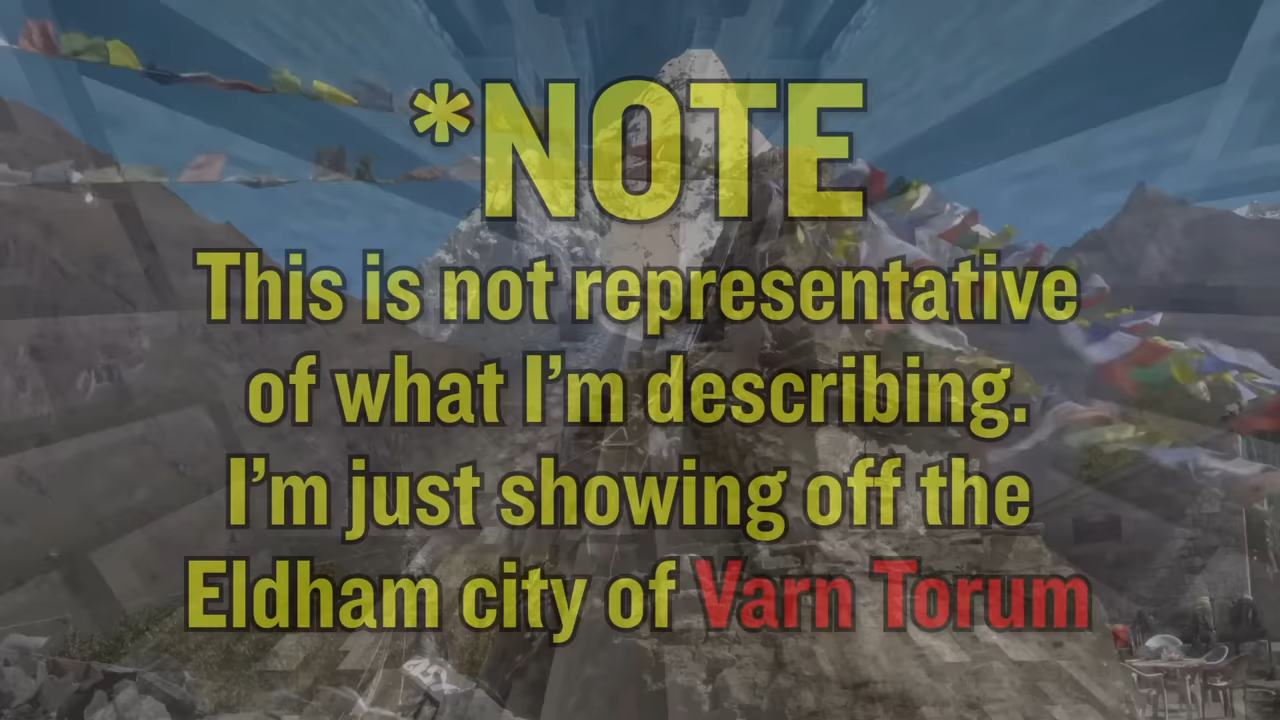 *NOTE
This is not representative
of what I’m describing.
I’m just showing off the
Eldham city of Varn Torum